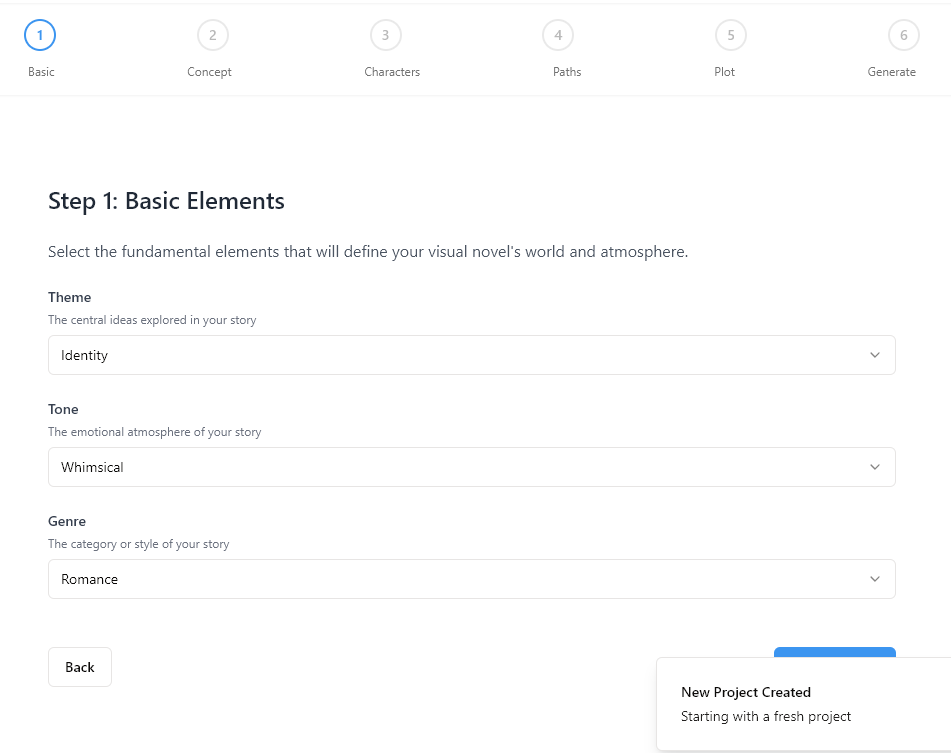 1 2 3 4 5 6
Basic Concept Characters Paths Plot Generate
Step 1: Basic Elements
Select the fundamental elements that will define your visual novel's world and atmosphere.
Theme
The central ideas explored in your story
Identity
Tone
The emotional atmosphere of your story
Whimsical
Genre
The category or style of your story
Romance
Back
New Project Created
Starting with a fresh project